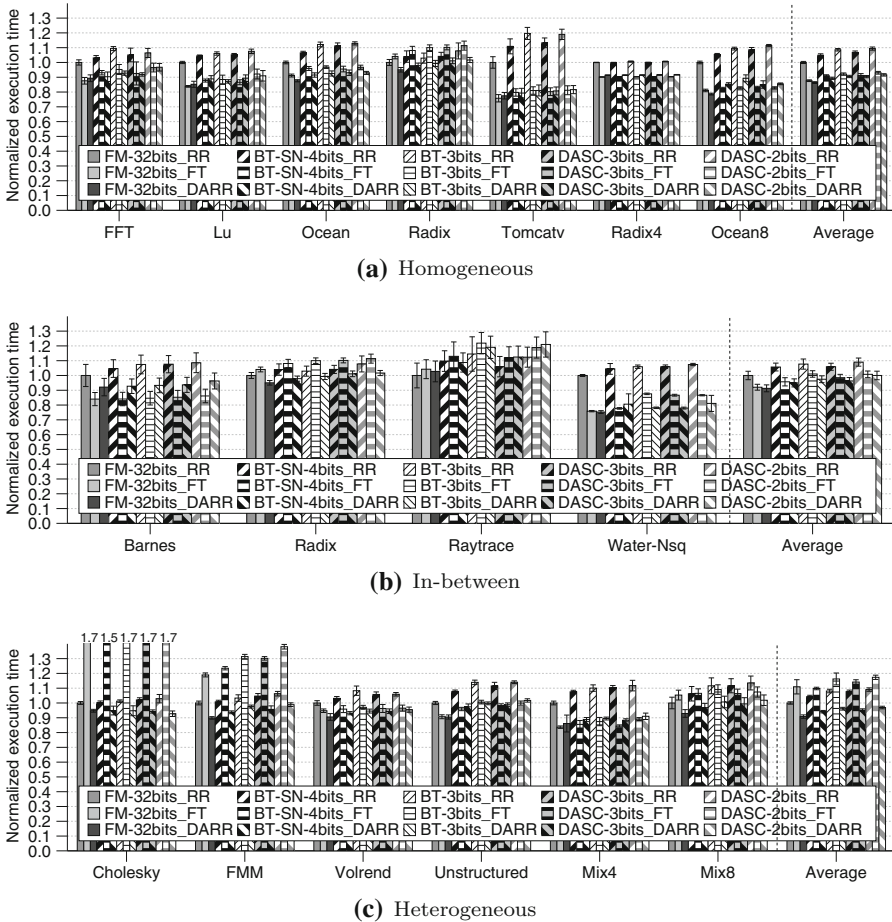 Normalized execution time
1.3
1.2
1.1
1.0
0.9
0.8
0.7
0.6
0.5
0.4
0.3
0.2
0.1
0.0
FM-32bits_RR BT-SN-4bits_RR BT-3bits_RR DASC-3bits_RR DASC-2bits_RR
FM-32bits_FT BT-SN-4bits_FT BT-3bits_FT DASC-3bits_FT DASC-2bits_FT
FM-32bits_DARR BT-SN-4bits_DARR BT-3bits_DARR DASC-3bits_DARR DASC-2bits_DARR
FFT Lu Ocean Radix Tomcatv Radix4 Ocean8 Average
(a) Homogeneous
Normalized execution time
1.3
1.2
1.1
1.0
0.9
0.8
0.7
0.6
0.5
0.4
0.3
0.2
0.1
0.0
FM-32bits_RR BT-SN-4bits_RR BT-3bits_RR DASC-3bits_RR DASC-2bits_RR
FM-32bits_FT BT-SN-4bits_FT BT-3bits_FT DASC-3bits_FT DASC-2bits_FT
FM-32bits_DARR BT-SN-4bits_DARR BT-3bits_DARR DASC-3bits_DARR DASC-2bits_DARR
Barnes Radix Raytrace Water-Nsq Average
(b) In-between
Normalized execution time
1.7 1.5 1.7 1.7 1.7
1.3
1.2
1.1
1.0
0.9
0.8
0.7
0.6
0.5
0.4
0.3
0.2
0.1
0.0
FM-32bits_RR BT-SN-4bits_RR BT-3bits_RR DASC-3bits_RR DASC-2bits_RR
FM-32bits_FT BT-SN-4bits_FT BT-3bits_FT DASC-3bits_FT DASC-2bits_FT
FM-32bits_DARR BT-SN-4bits_DARR BT-3bits_DARR DASC-3bits_DARR DASC-2bits_DARR
Cholesky FMM Volrend Unstructured Mix4 Mix8 Average
(c) Heterogeneous